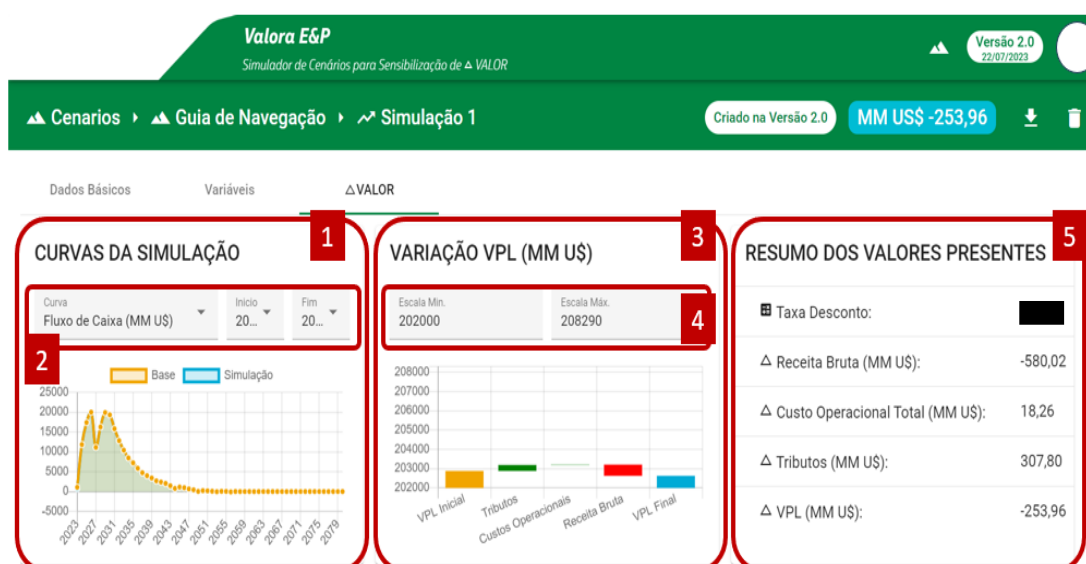 Valora E&P
Simulador de Cenários para Sensibilização de △ VALOR
Versão 2.0
22/07/2023
Cenarios
Guia de Navegação
Simulação 1
Criado na Versão 2.0
MM US$ -253,96
Dados Básicos
Variáveis
△VALOR
1
CURVAS DA SIMULAÇÃO
Curva
Fluxo de Caixa (MM U$)
Inicio
20...
Fim
20...
2
Base
Simulação
25000
20000
15000
10000
5000
0
-5000
2023
2027
2031
2035
2039
2043
2047
2051
2055
2059
2063
2067
2071
2075
2079
3
VARIAÇÃO VPL (MM U$)
Escala Min.
202000
Escala Máx.
208290
4
208000
207000
206000
205000
204000
203000
202000
VPL Inicial
Tributos
Custos Operacionais
Receita Bruta
VPL Final
5
RESUMO DOS VALORES PRESENTES
Taxa Desconto:
△ Receita Bruta (MM U$): -580,02
△ Custo Operacional Total (MM U$): 18,26
△ Tributos (MM U$): 307,80
△ VPL (MM U$): -253,96